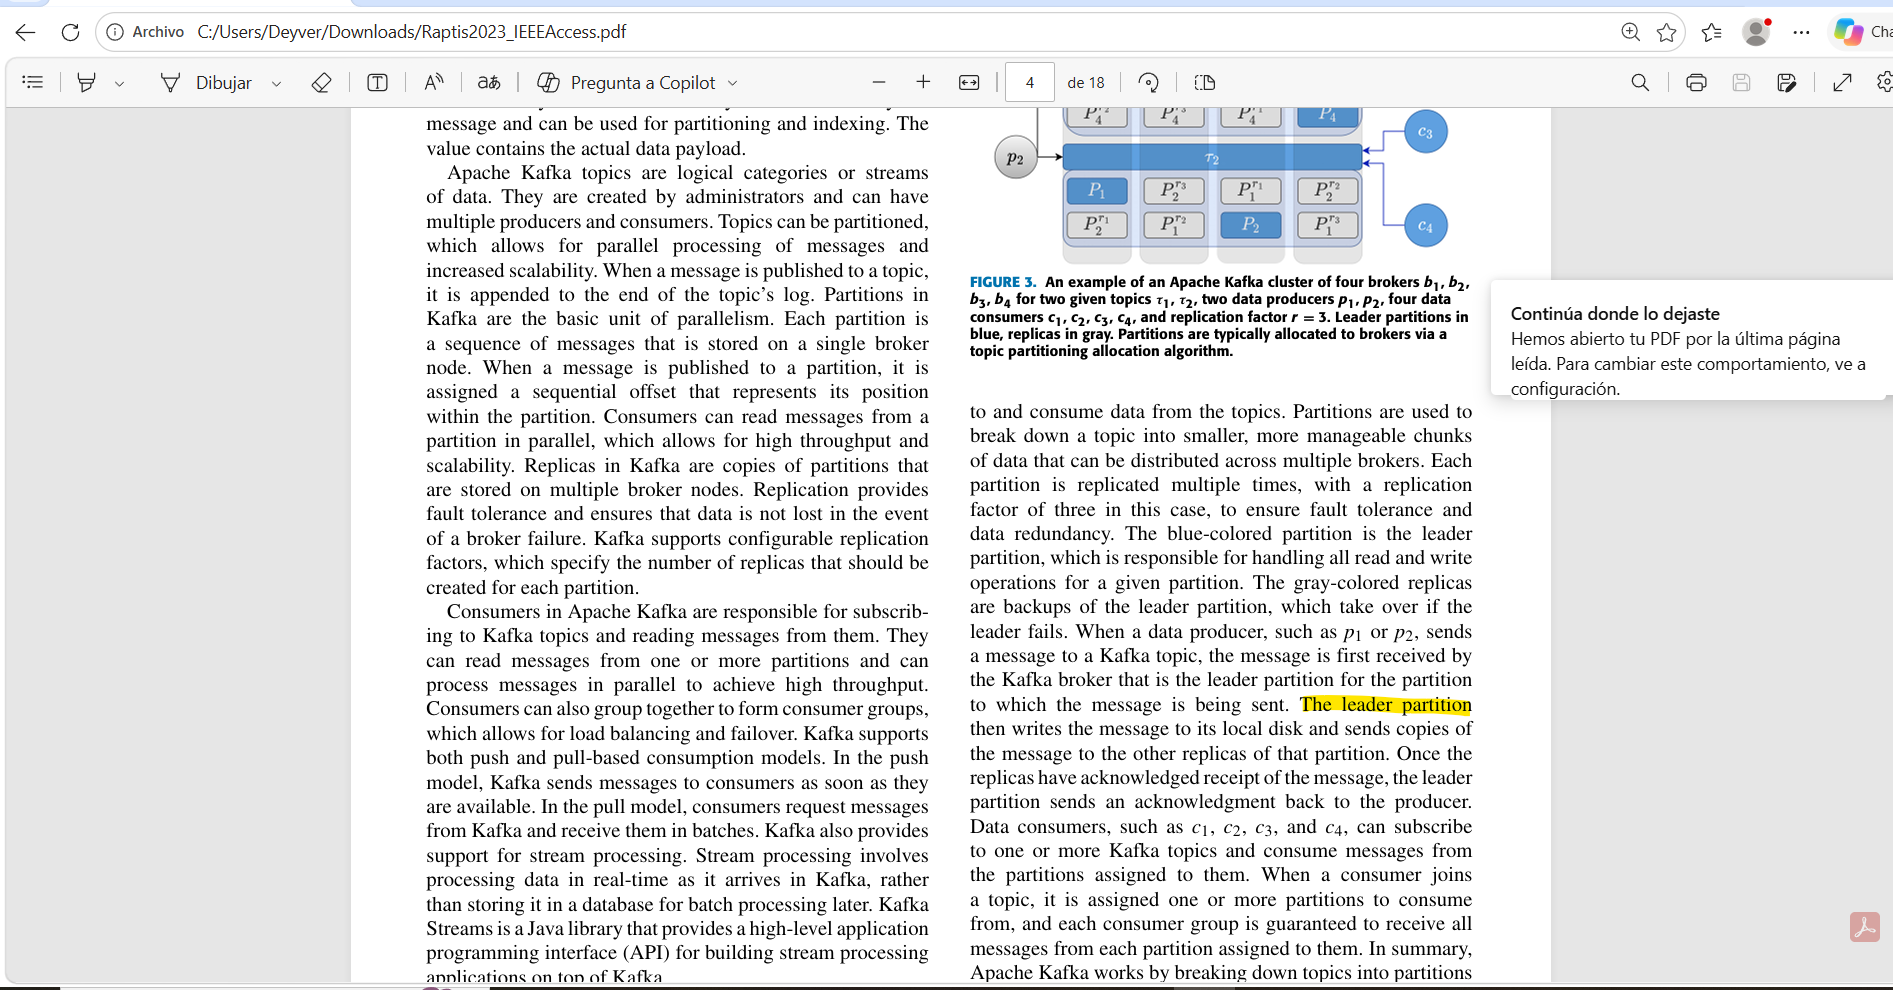 Archivo C:/Users/Deyver/Downloads/Raptis2023_IEEEAccess.pdf
Dibujar
Pregunta a Copilot
4 de 18
message and can be used for partitioning and indexing. The
value contains the actual data payload.
Apache Kafka topics are logical categories or streams
of data. They are created by administrators and can have
multiple producers and consumers. Topics can be partitioned,
which allows for parallel processing of messages and
increased scalability. When a message is published to a topic,
it is appended to the end of the topic's log. Partitions in
Kafka are the basic unit of parallelism. Each partition is
a sequence of messages that is stored on a single broker
node. When a message is published to a partition, it is
assigned a sequential offset that represents its position
within the partition. Consumers can read messages from a
partition in parallel, which allows for high throughput and
scalability. Replicas in Kafka are copies of partitions that
are stored on multiple broker nodes. Replication provides
fault tolerance and ensures that data is not lost in the event
of a broker failure. Kafka supports configurable replication
factors, which specify the number of replicas that should be
created for each partition.
Consumers in Apache Kafka are responsible for subscrib-
ing to Kafka topics and reading messages from them. They
can read messages from one or more partitions and can
process messages in parallel to achieve high throughput.
Consumers can also group together to form consumer groups,
which allows for load balancing and failover. Kafka supports
both push and pull-based consumption models. In the push
model, Kafka sends messages to consumers as soon as they
are available. In the pull model, consumers request messages
from Kafka and receive them in batches. Kafka also provides
support for stream processing. Stream processing involves
processing data in real-time as it arrives in Kafka, rather
than storing it in a database for batch processing later. Kafka
Streams is a Java library that provides a high-level application
programming interface (API) for building stream processing
applications on top of Kafka.
P4 c3
p2 τ2
P1 P2^r3 P1^r1 P2^r2
P2^r1 P1^r2 P2 P1^r3 c4
FIGURE 3. An example of an Apache Kafka cluster of four brokers b1, b2,
b3, b4 for two given topics τ1, τ2, two data producers p1, p2, four data
consumers c1, c2, c3, c4, and replication factor r = 3. Leader partitions in
blue, replicas in gray. Partitions are typically allocated to brokers via a
topic partitioning allocation algorithm.
to and consume data from the topics. Partitions are used to
break down a topic into smaller, more manageable chunks
of data that can be distributed across multiple brokers. Each
partition is replicated multiple times, with a replication
factor of three in this case, to ensure fault tolerance and
data redundancy. The blue-colored partition is the leader
partition, which is responsible for handling all read and write
operations for a given partition. The gray-colored replicas
are backups of the leader partition, which take over if the
leader fails. When a data producer, such as p1 or p2, sends
a message to a Kafka topic, the message is first received by
the Kafka broker that is the leader partition for the partition
to which the message is being sent. The leader partition
then writes the message to its local disk and sends copies of
the message to the other replicas of that partition. Once the
replicas have acknowledged receipt of the message, the leader
partition sends an acknowledgment back to the producer.
Data consumers, such as c1, c2, c3, and c4, can subscribe
to one or more Kafka topics and consume messages from
the partitions assigned to them. When a consumer joins
a topic, it is assigned one or more partitions to consume
from, and each consumer group is guaranteed to receive all
messages from each partition assigned to them. In summary,
Apache Kafka works by breaking down topics into partitions
Continúa donde lo dejaste
Hemos abierto tu PDF por la última página
leída. Para cambiar este comportamiento, ve a
configuración.